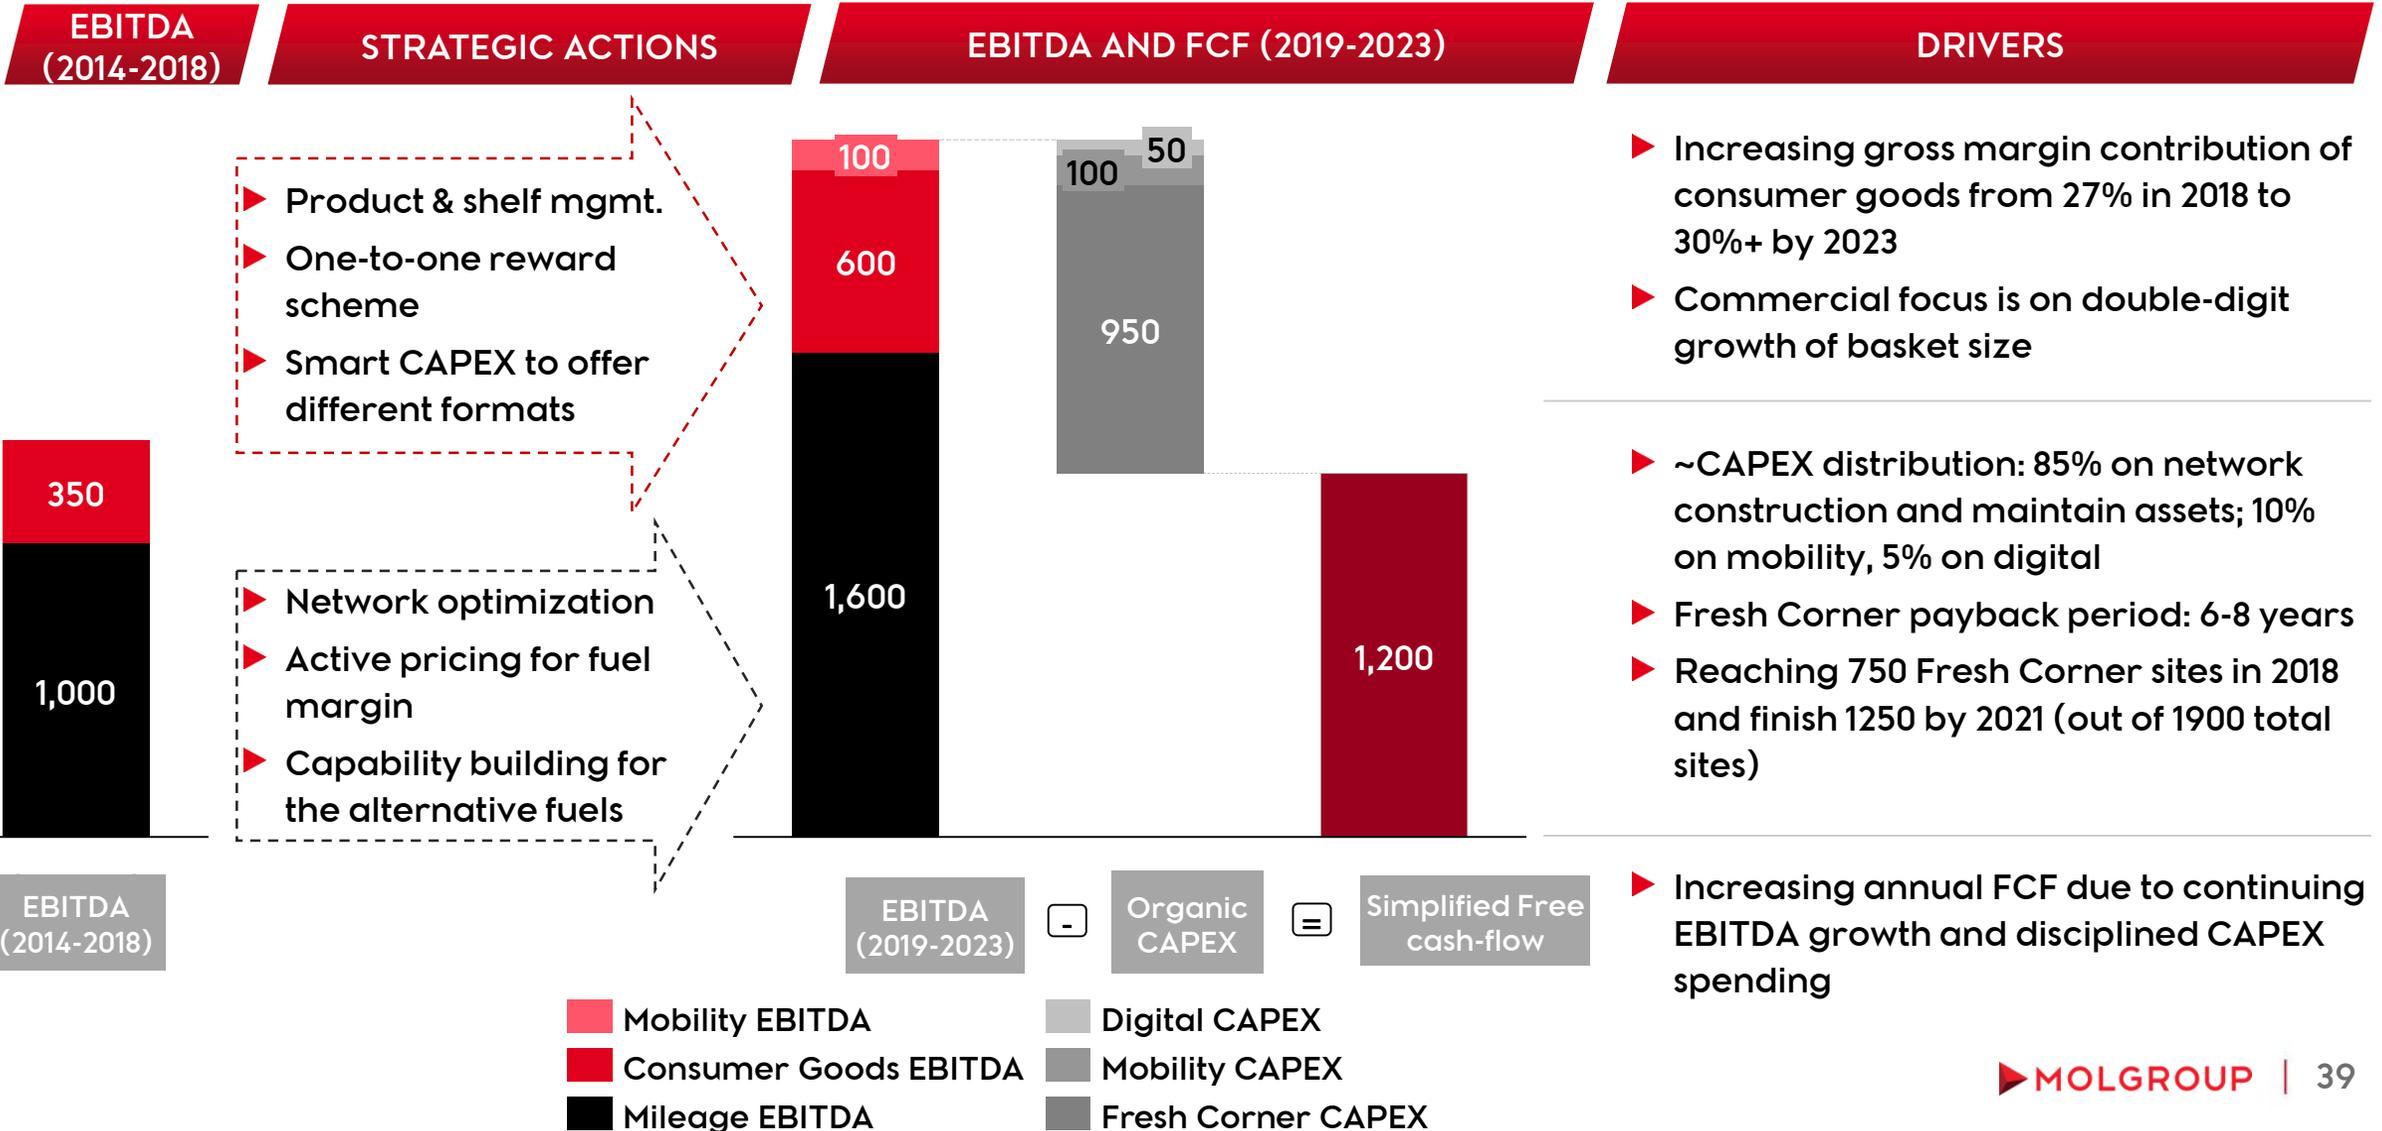 EBITDA
(2014-2018)
STRATEGIC ACTIONS
EBITDA AND FCF (2019-2023)
DRIVERS
350
1,000
EBITDA
(2014-2018)
Product & shelf mgmt.
One-to-one reward
scheme
Smart CAPEX to offer
different formats
Network optimization
Active pricing for fuel
margin
Capability building for
the alternative fuels
100
600
1,600
50
100
950
1,200
EBITDA
(2019-2023)
-
Organic
CAPEX
=
Simplified Free
cash-flow
Mobility EBITDA
Consumer Goods EBITDA
Mileage EBITDA
Digital CAPEX
Mobility CAPEX
Fresh Corner CAPEX
Increasing gross margin contribution of
consumer goods from 27% in 2018 to
30%+ by 2023
Commercial focus is on double-digit
growth of basket size
~CAPEX distribution: 85% on network
construction and maintain assets; 10%
on mobility, 5% on digital
Fresh Corner payback period: 6-8 years
Reaching 750 Fresh Corner sites in 2018
and finish 1250 by 2021 (out of 1900 total
sites)
Increasing annual FCF due to continuing
EBITDA growth and disciplined CAPEX
spending
MOLGROUP | 39